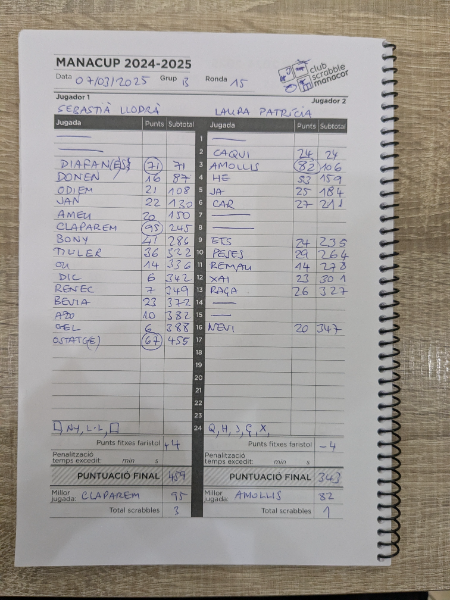 MANACUP 2024-2025
club scrabble manacor
Data 07/03/2025 Grup B Ronda 15
Jugador 1 Jugador 2
SEBASTIÀ LLODRÀ LAURA PATRÍCIA
Jugada Punts Subtotal Jugada Punts Subtotal
— 1 —
— 2 CAQUI 24 24
DIAFAN(E)S 71 71 3 AMOLLIS 82 106
DONEN 16 87 4 HE 53 159
ODIEM 21 108 5 JA 25 184
JAN 22 130 6 CAR 27 211
AMEU 20 150 7 —
CLAPAREM 95 245 8 —
BONY 41 286 9 ETS 24 235
TULER 36 322 10 PESES 29 264
OU 14 336 11 REMAU 14 278
DIC 6 342 12 XAI 23 301
RENEC 7 349 13 RAGA 26 327
BEVIA 23 372 14 —
APO 10 382 15 —
GEL 6 388 16 NEVI 20 347
OSTATGE) 67 455 17
18
19
20
21
22
23
24 Q, H, J, Ç, X,
Punts fitxes faristol +4 Punts fitxes faristol -4
Penalització temps excedit: min s Penalització temps excedit: min s
PUNTUACIÓ FINAL 459 PUNTUACIÓ FINAL 343
Millor jugada: CLAPAREM 95 Millor jugada: AMOLLIS 82
Total scrabbles 3 Total scrabbles 1